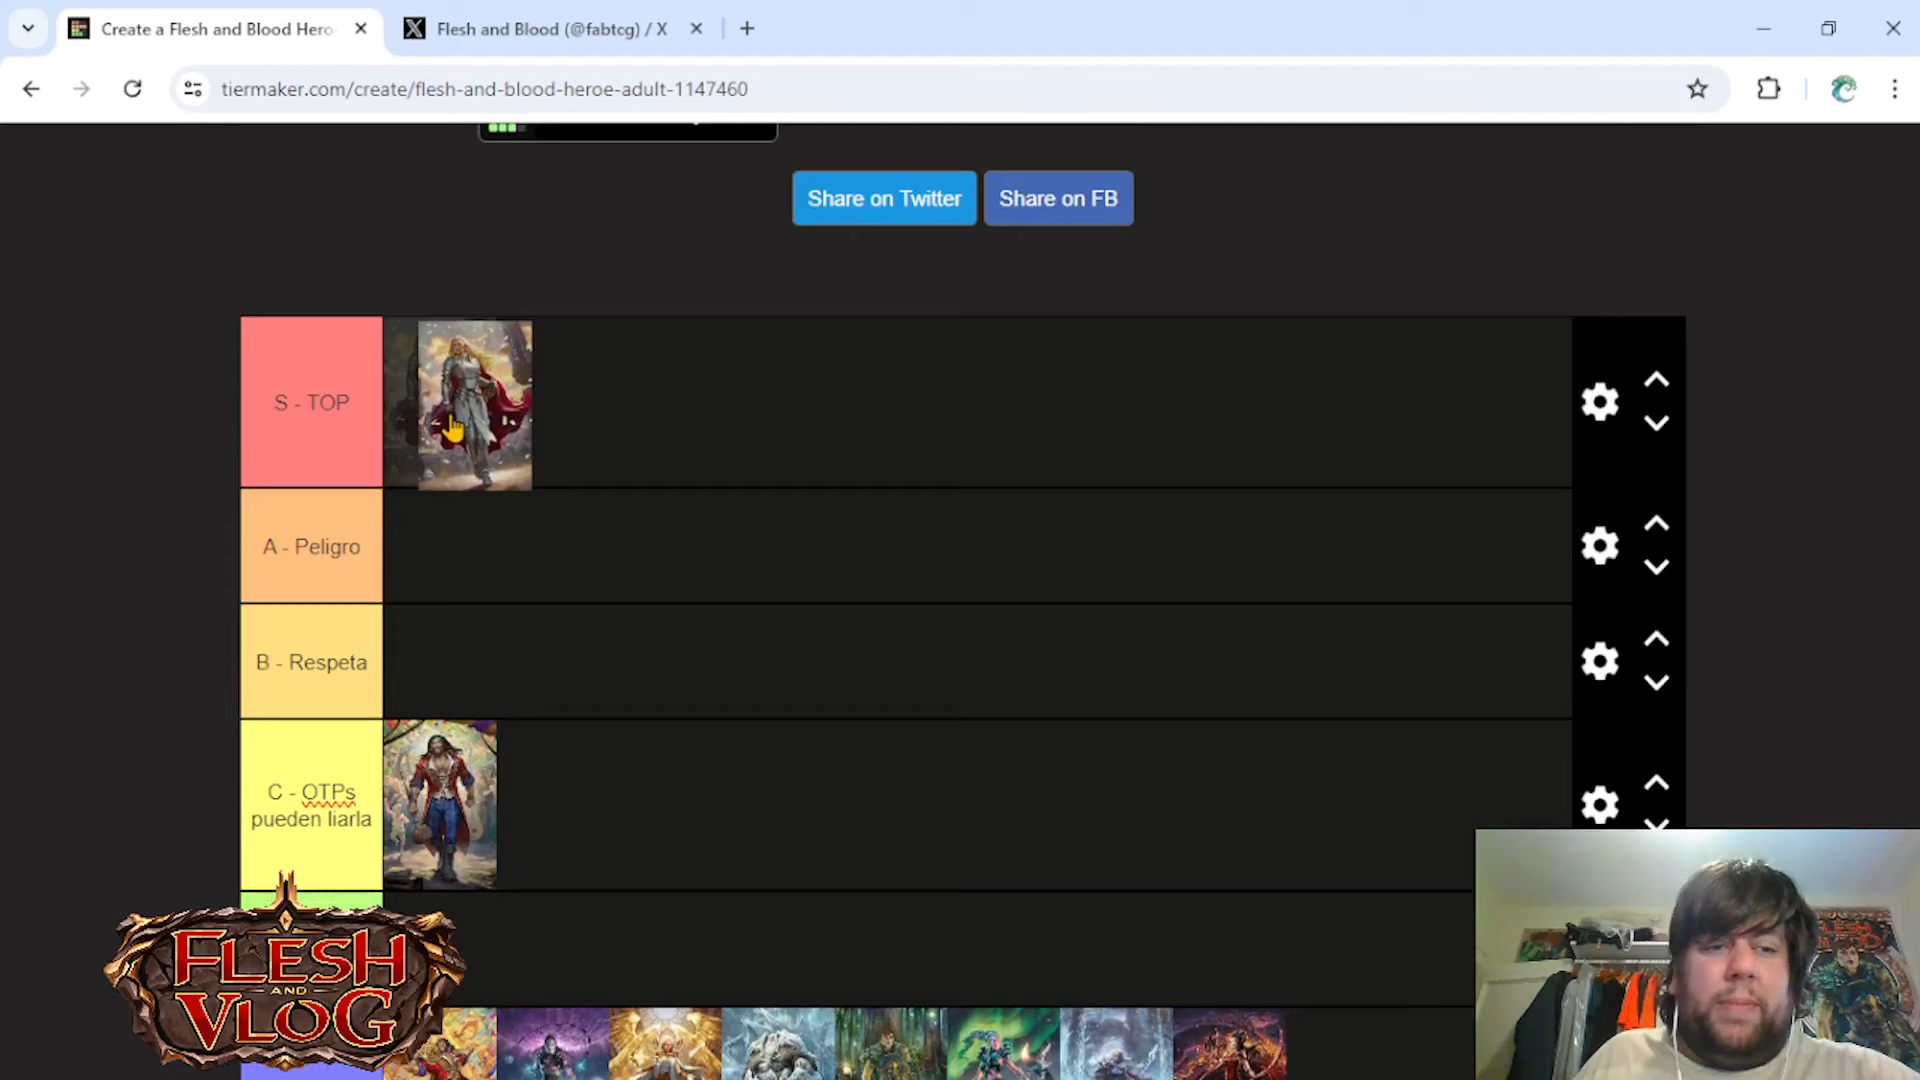 Create a Flesh and Blood Hero
Flesh and Blood (@fabtcg) / X
tiermaker.com/create/flesh-and-blood-heroe-adult-1147460
Share on Twitter
Share on FB
S - TOP
A - Peligro
B - Respeta
C - OTPs
pueden liarla
FLESH
AND
VLOG